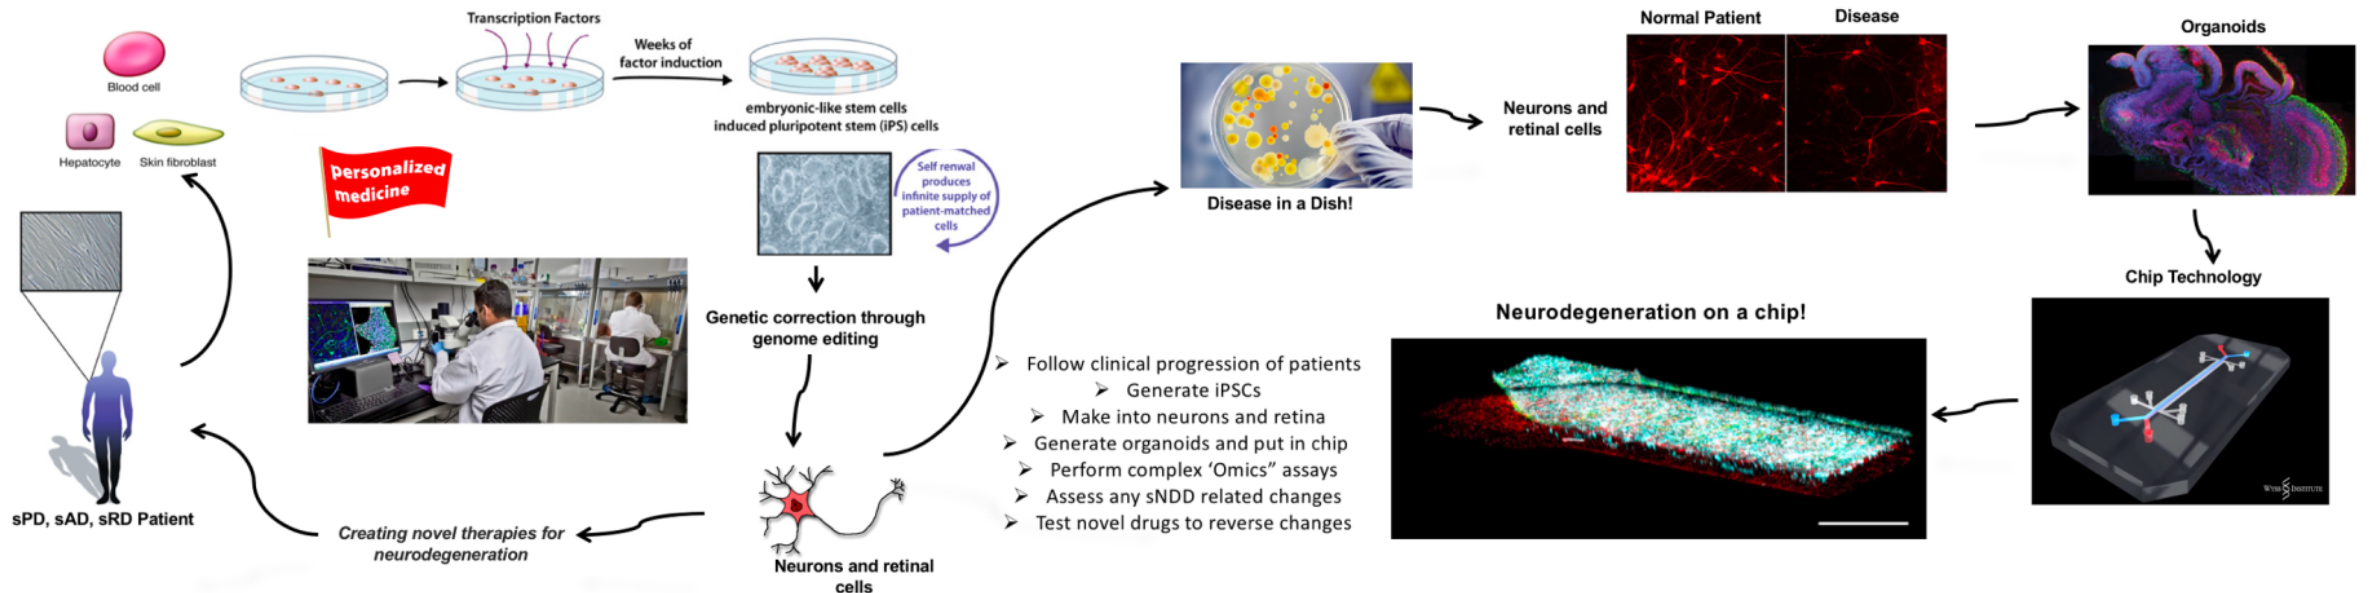 Transcription Factors
Blood cell
Hepatocyte
Skin fibroblast
Weeks of
factor induction
embryonic-like stem cells
induced pluripotent stem (iPS) cells
personalized
medicine
Self renwal
produces
infinite supply of
patient-matched
cells
Genetic correction through
genome editing
Neurons and retinal
cells
Creating novel therapies for
neurodegeneration
sPD, sAD, sRD Patient
Disease in a Dish!
Neurons and
retinal cells
Normal Patient
Disease
Organoids
Chip Technology
WYSS INSTITUTE
Neurodegeneration on a chip!
➢ Follow clinical progression of patients
➢ Generate iPSCs
➢ Make into neurons and retina
➢ Generate organoids and put in chip
➢ Perform complex ‘Omics” assays
➢ Assess any sNDD related changes
➢ Test novel drugs to reverse changes